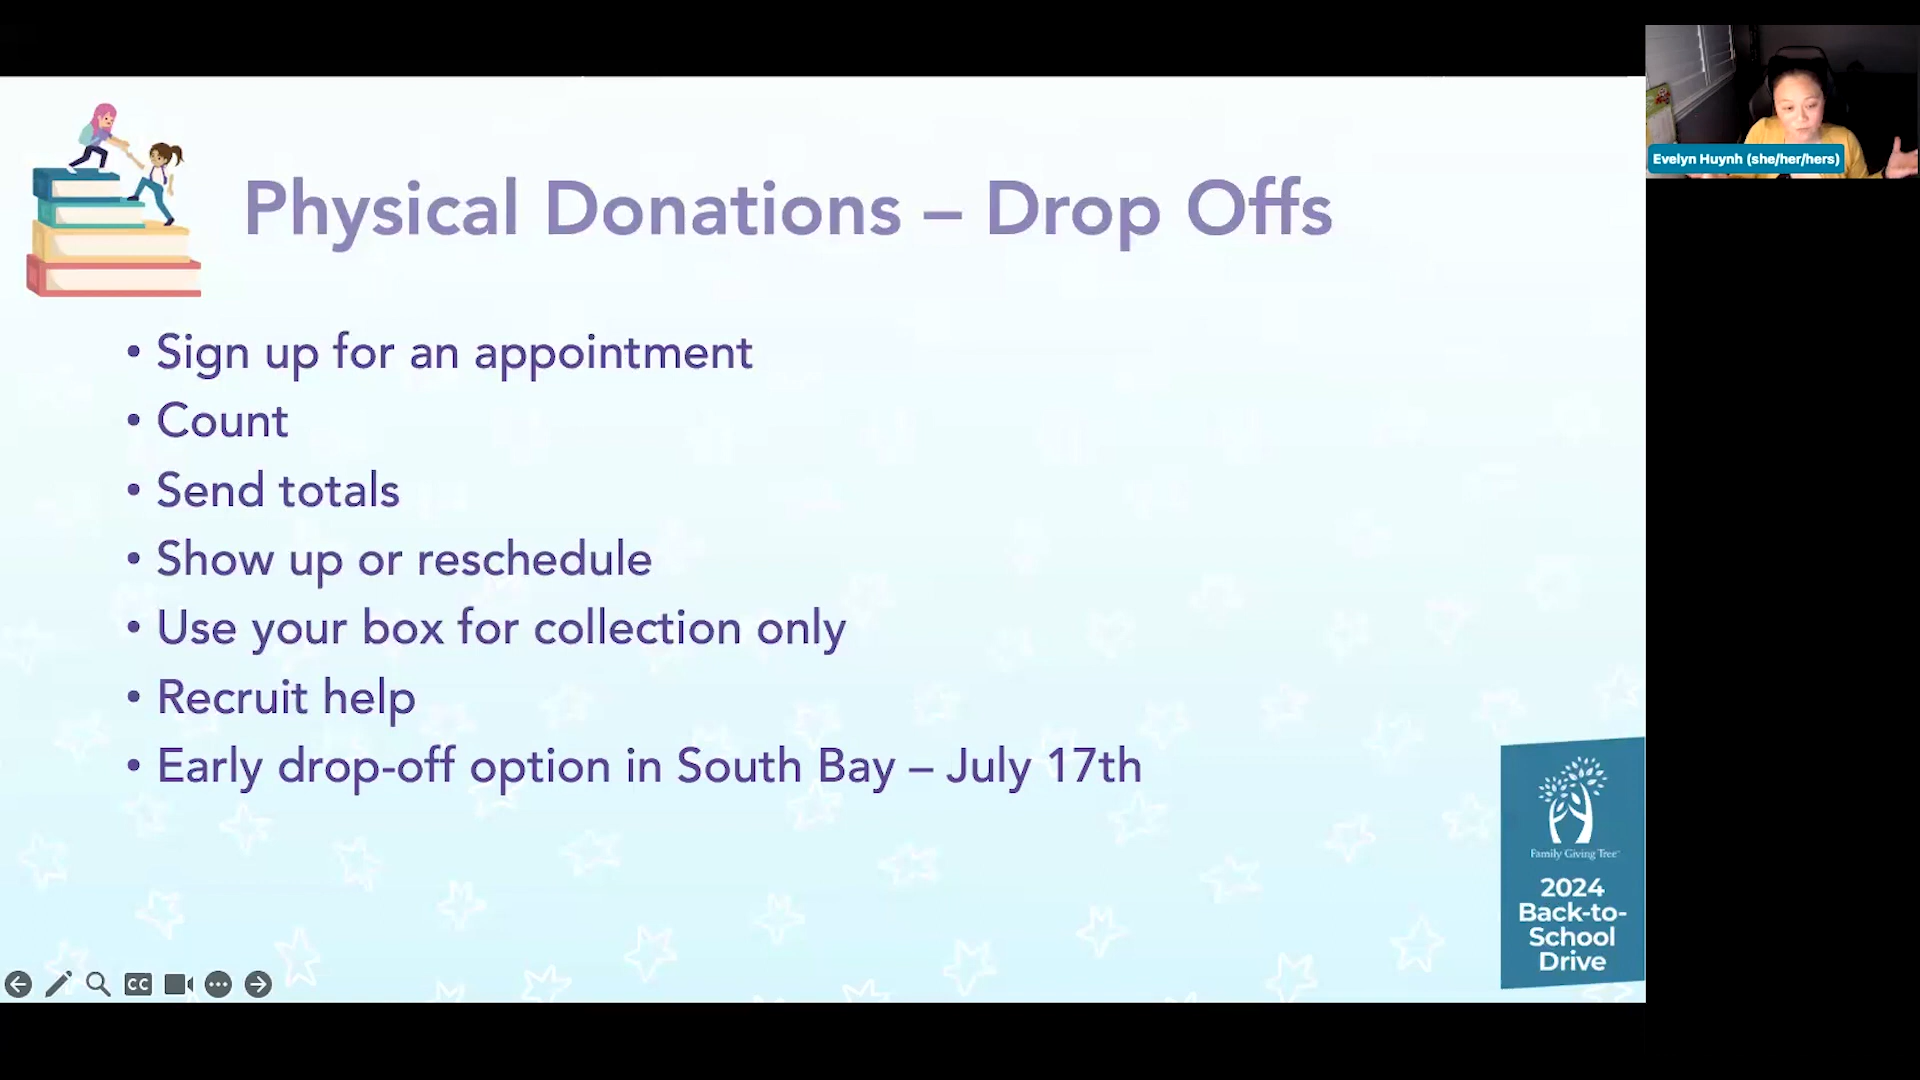 Evelyn Huynh (she/her/hers)
Physical Donations – Drop Offs
• Sign up for an appointment
• Count
• Send totals
• Show up or reschedule
• Use your box for collection only
• Recruit help
• Early drop-off option in South Bay – July 17th
Family Giving Tree™
2024
Back-to-
School
Drive
CC